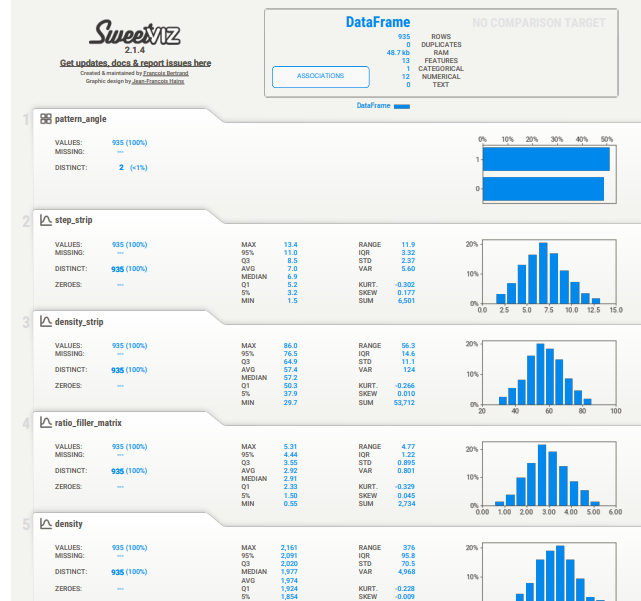 SweetVIZ
2.1.4
Get updates, docs & report issues here
Created & maintained by Francois Bertrand
Graphic design by Jean-Francois Hains
DataFrame
NO COMPARISON TARGET
935 ROWS
0 DUPLICATES
48.7 kb RAM
13 FEATURES
1 CATEGORICAL
12 NUMERICAL
0 TEXT
ASSOCIATIONS
DataFrame
1 pattern_angle
VALUES: 935 (100%)
MISSING: ---
DISTINCT: 2 (<1%)
0% 10% 20% 30% 40% 50%
1
0
2 step_strip
VALUES: 935 (100%) MAX 13.4 RANGE 11.9
MISSING: --- 95% 11.0 IQR 3.32
Q3 8.5 STD 2.37
DISTINCT: 935 (100%) AVG 7.0 VAR 5.60
MEDIAN 6.9
ZEROES: --- Q1 5.2 KURT. -0.302
5% 3.2 SKEW 0.177
MIN 1.5 SUM 6,501
20%
10%
0%
0.0 2.5 5.0 7.5 10.0 12.5 15.0
3 density_strip
VALUES: 935 (100%) MAX 86.0 RANGE 56.3
MISSING: --- 95% 76.5 IQR 14.6
Q3 64.9 STD 11.1
DISTINCT: 935 (100%) AVG 57.4 VAR 124
MEDIAN 57.2
ZEROES: --- Q1 50.3 KURT. -0.266
5% 37.9 SKEW 0.010
MIN 29.7 SUM 53,712
20%
10%
0%
20 40 60 80 100
4 ratio_filler_matrix
VALUES: 935 (100%) MAX 5.31 RANGE 4.77
MISSING: --- 95% 4.44 IQR 1.22
Q3 3.55 STD 0.895
DISTINCT: 935 (100%) AVG 2.92 VAR 0.801
MEDIAN 2.91
ZEROES: --- Q1 2.33 KURT. -0.329
5% 1.50 SKEW 0.045
MIN 0.55 SUM 2,734
20%
10%
0%
0.00 1.00 2.00 3.00 4.00 5.00 6.00
5 density
VALUES: 935 (100%) MAX 2,161 RANGE 376
MISSING: --- 95% 2,091 IQR 95.8
Q3 2,020 STD 70.5
DISTINCT: 935 (100%) MEDIAN 1,977 VAR 4,968
AVG 1,974
ZEROES: --- Q1 1,924 KURT. -0.228
5% 1,854 SKEW -0.009
20%
10%